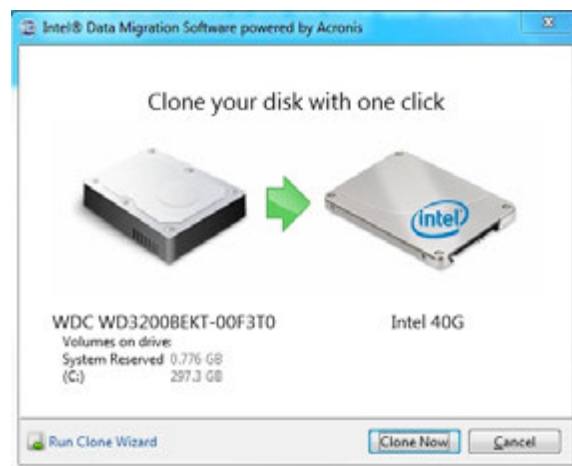 Intel® Data Migration Software powered by Acronis
Clone your disk with one click
intel
WDC WD3200BEKT-00F3T0
Intel 40G
Volumes on drive:
System Reserved 0.776 GB
(C:) 297.3 GB
Run Clone Wizard
Clone Now
Cancel